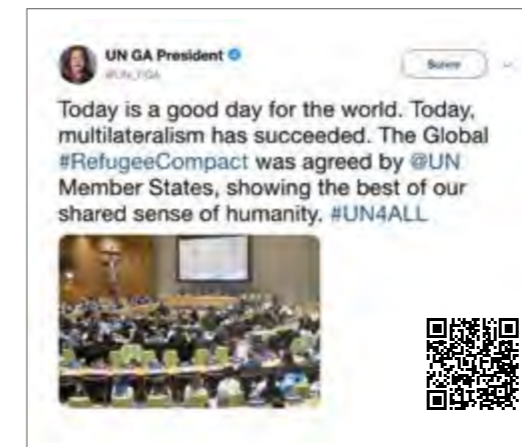 UN GA President
@UN_PGA
Suivre
Today is a good day for the world. Today,
multilateralism has succeeded. The Global
#RefugeeCompact was agreed by @UN
Member States, showing the best of our
shared sense of humanity. #UN4ALL